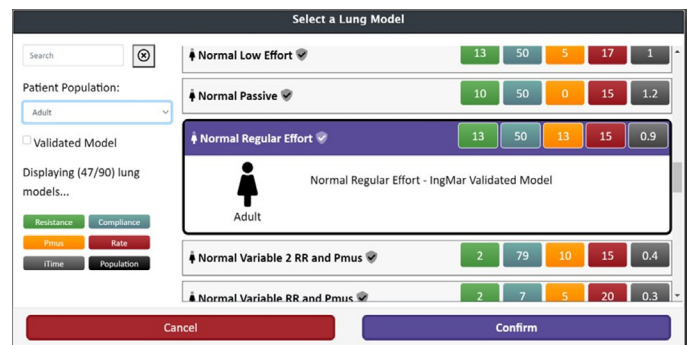 Select a Lung Model
Search
Patient Population:
Adult
Validated Model
Displaying (47/90) lung
models...
Resistance Compliance
Pmus Rate
iTime Population
Normal Low Effort 13 50 5 17 1
Normal Passive 10 50 0 15 1.2
Normal Regular Effort 13 50 13 15 0.9
Normal Regular Effort - IngMar Validated Model
Adult
Normal Variable 2 RR and Pmus 2 79 10 15 0.4
Normal Variable RR and Pmus 2 7 5 20 0.3
Cancel Confirm